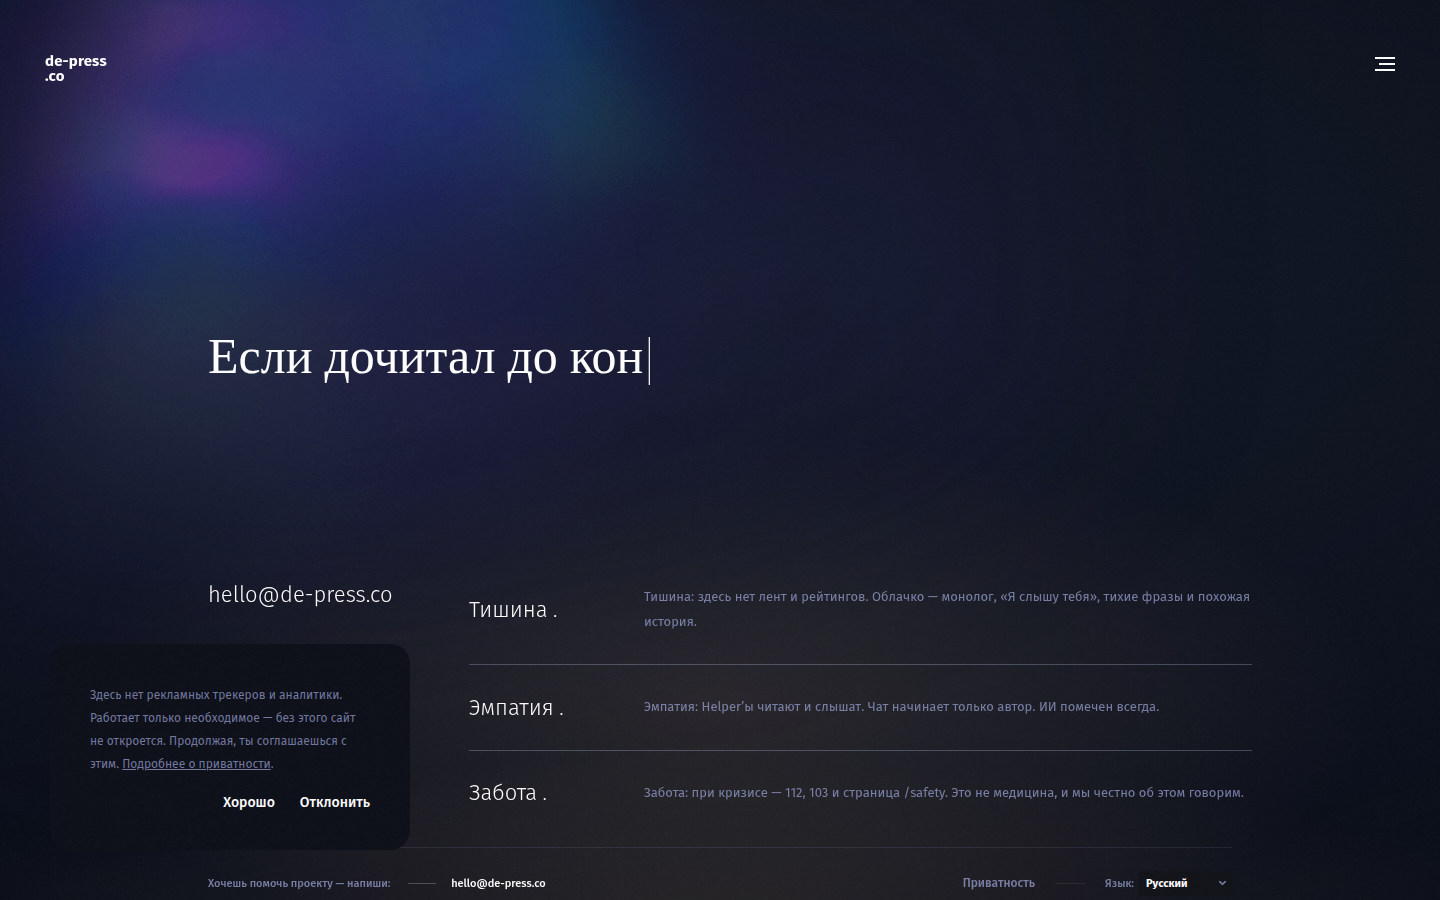 de-press
.co
Если дочитал до кон
hello@de-press.co
Тишина .
Тишина: здесь нет лент и рейтингов. Облачко — монолог, «Я слышу тебя», тихие фразы и похожая
история.
Эмпатия .
Эмпатия: Helper'ы читают и слышат. Чат начинает только автор. ИИ помечен всегда.
Забота .
Забота: при кризисе — 112, 103 и страница /safety. Это не медицина, и мы честно об этом говорим.
Здесь нет рекламных трекеров и аналитики.
Работает только необходимое — без этого сайт
не откроется. Продолжая, ты соглашаешься с
этим. Подробнее о приватности.
Хорошо Отклонить
Хочешь помочь проекту — напиши: hello@de-press.co Приватность Язык: Русский